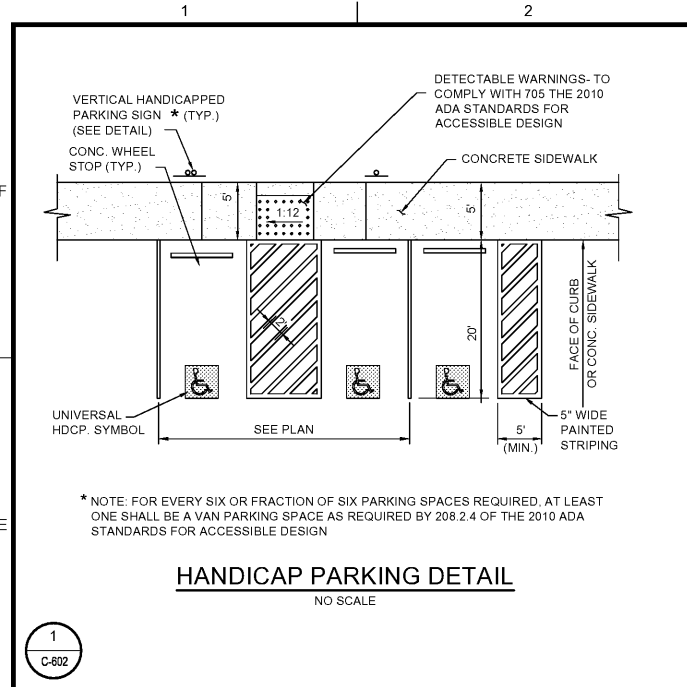 1
2
DETECTABLE WARNINGS- TO
COMPLY WITH 705 THE 2010
ADA STANDARDS FOR
ACCESSIBLE DESIGN
VERTICAL HANDICAPPED
PARKING SIGN * (TYP.)
(SEE DETAIL)
CONC. WHEEL
STOP (TYP.)
CONCRETE SIDEWALK
F
5'
1:12
5'
2'
20'
FACE OF CURB
OR CONC. SIDEWALK
UNIVERSAL
HDCP. SYMBOL
SEE PLAN
5'
(MIN.)
5" WIDE
PAINTED
STRIPING
E
* NOTE: FOR EVERY SIX OR FRACTION OF SIX PARKING SPACES REQUIRED, AT LEAST
ONE SHALL BE A VAN PARKING SPACE AS REQUIRED BY 208.2.4 OF THE 2010 ADA
STANDARDS FOR ACCESSIBLE DESIGN
HANDICAP PARKING DETAIL
NO SCALE
1
C-602